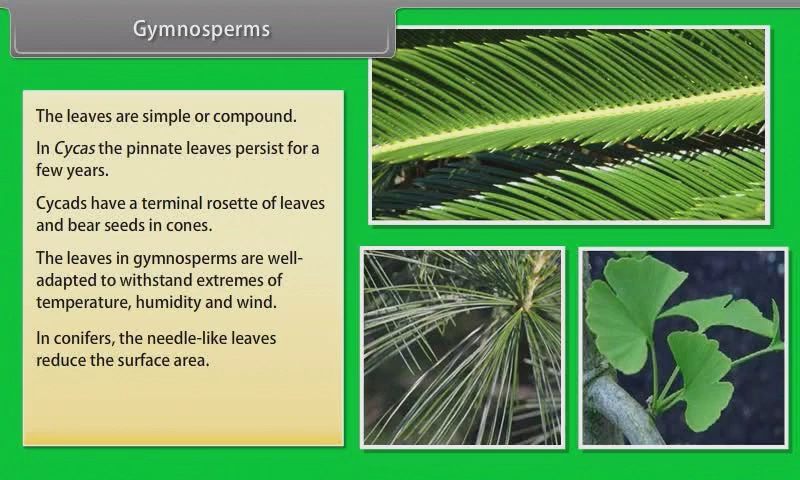 Gymnosperms
The leaves are simple or compound.
In Cycas the pinnate leaves persist for a
few years.
Cycads have a terminal rosette of leaves
and bear seeds in cones.
The leaves in gymnosperms are well-
adapted to withstand extremes of
temperature, humidity and wind.
In conifers, the needle-like leaves
reduce the surface area.